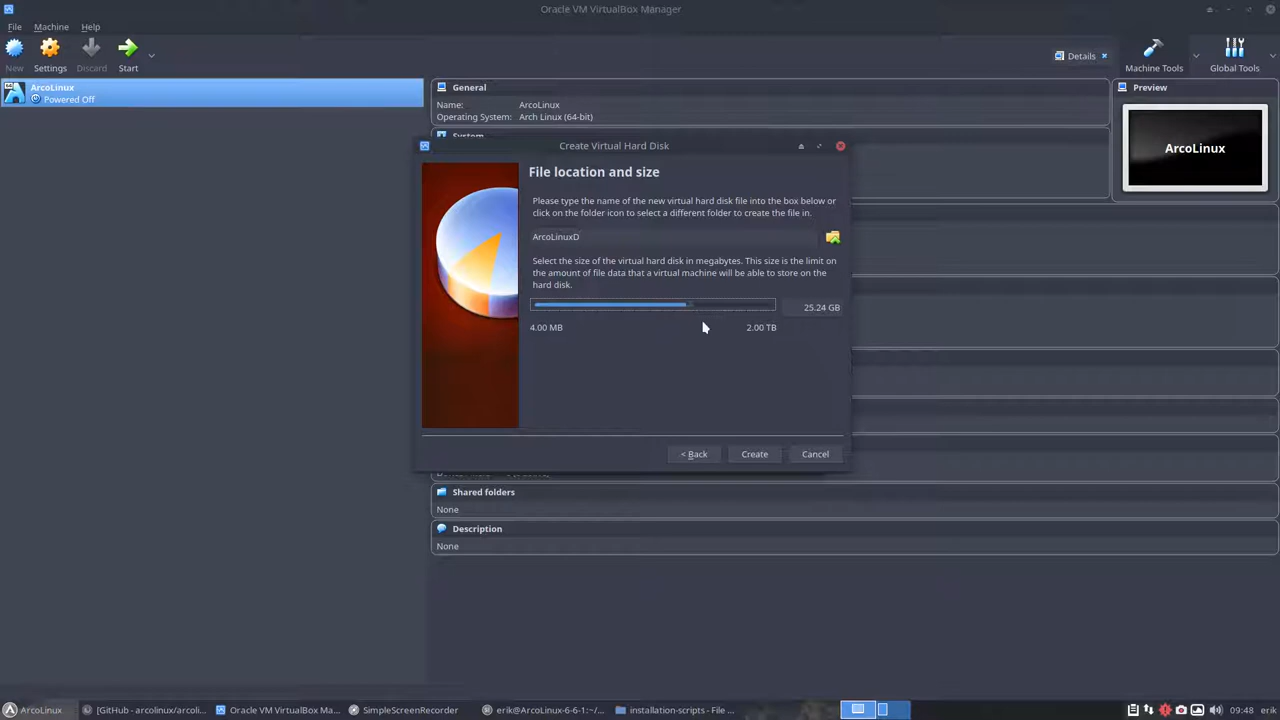 Oracle VM VirtualBox Manager
File Machine Help
New Settings Discard Start
Details
Machine Tools Global Tools
ArcoLinux
Powered Off
General
Name: ArcoLinux
Operating System: Arch Linux (64-bit)
System
Preview
ArcoLinux
Create Virtual Hard Disk
File location and size
Please type the name of the new virtual hard disk file into the box below or
click on the folder icon to select a different folder to create the file in.
ArcoLinuxD
Select the size of the virtual hard disk in megabytes. This size is the limit on
the amount of file data that a virtual machine will be able to store on the
hard disk.
25.24 GB
4.00 MB 2.00 TB
< Back Create Cancel
Shared folders
None
Description
None
ArcoLinux [GitHub - arcolinux/arcoli... Oracle VM VirtualBox Ma... SimpleScreenRecorder erik@ArcoLinux-6-6-1:~/... installation-scripts - File ... 09:48 erik